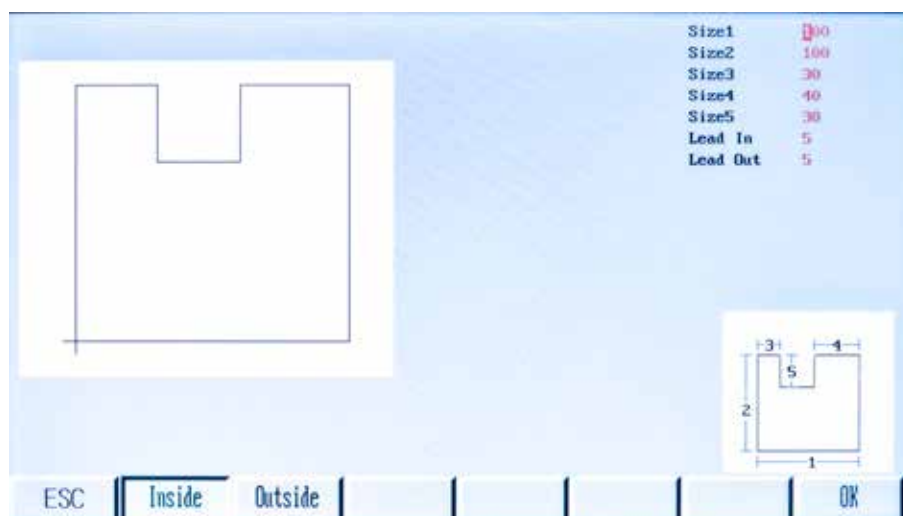 Size1 100
Size2 100
Size3 30
Size4 40
Size5 30
Lead In 5
Lead Out 5
3 4
5
2
1
ESC Inside Outside OK